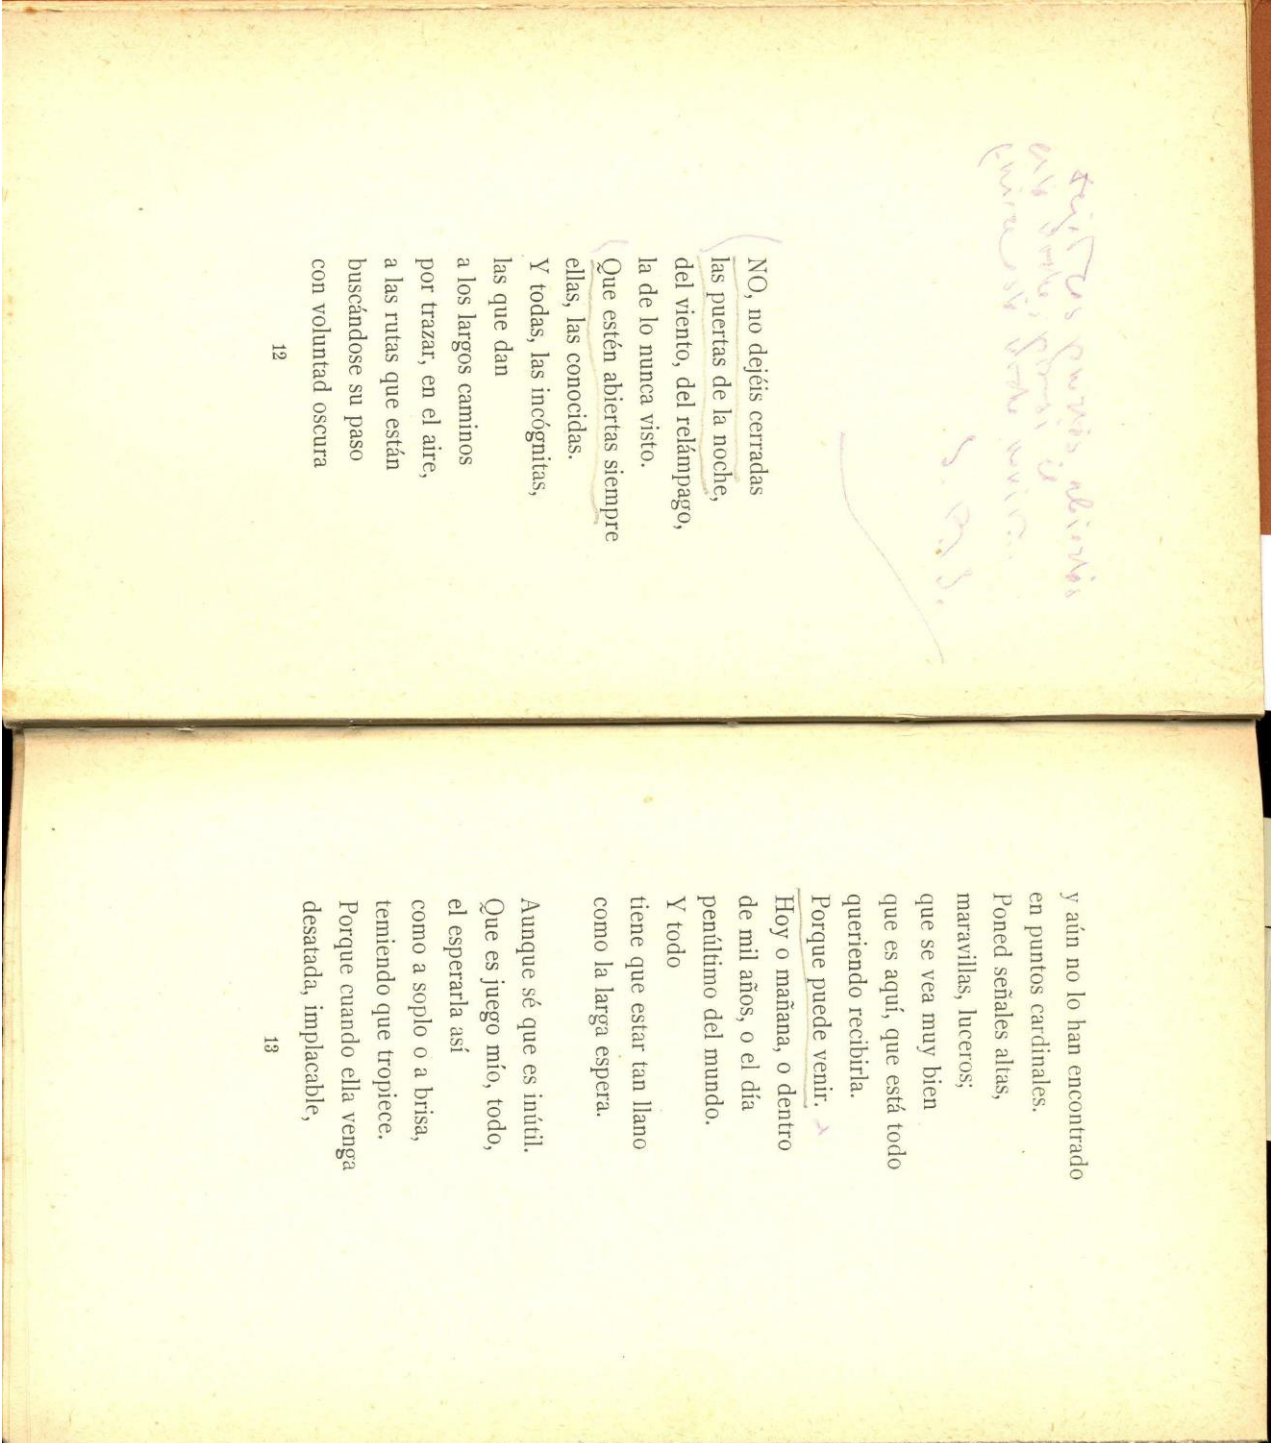 puertas abiertas
S.
S.
NO, no dejéis cerradas
las puertas de la noche,
del viento, del relámpago,
la de lo nunca visto.
Que estén abiertas siempre
ellas, las conocidas.
Y todas, las incógnitas,
las que dan
a los largos caminos
por trazar, en el aire,
a las rutas que están
buscándose su paso
con voluntad oscura
12
y aún no lo han encontrado
en puntos cardinales.
Poned señales altas,
maravillas, luceros;
que se vea muy bien
que es aquí, que está todo
queriendo recibirla.
Porque puede venir.
Hoy o mañana, o dentro
de mil años, o el día
penúltimo del mundo.
Y todo
tiene que estar tan llano
como la larga espera.
Aunque sé que es inútil.
Que es juego mío, todo,
el esperarla así
como a soplo o a brisa,
temiendo que tropiece.
Porque cuando ella venga
desatada, implacable,
13